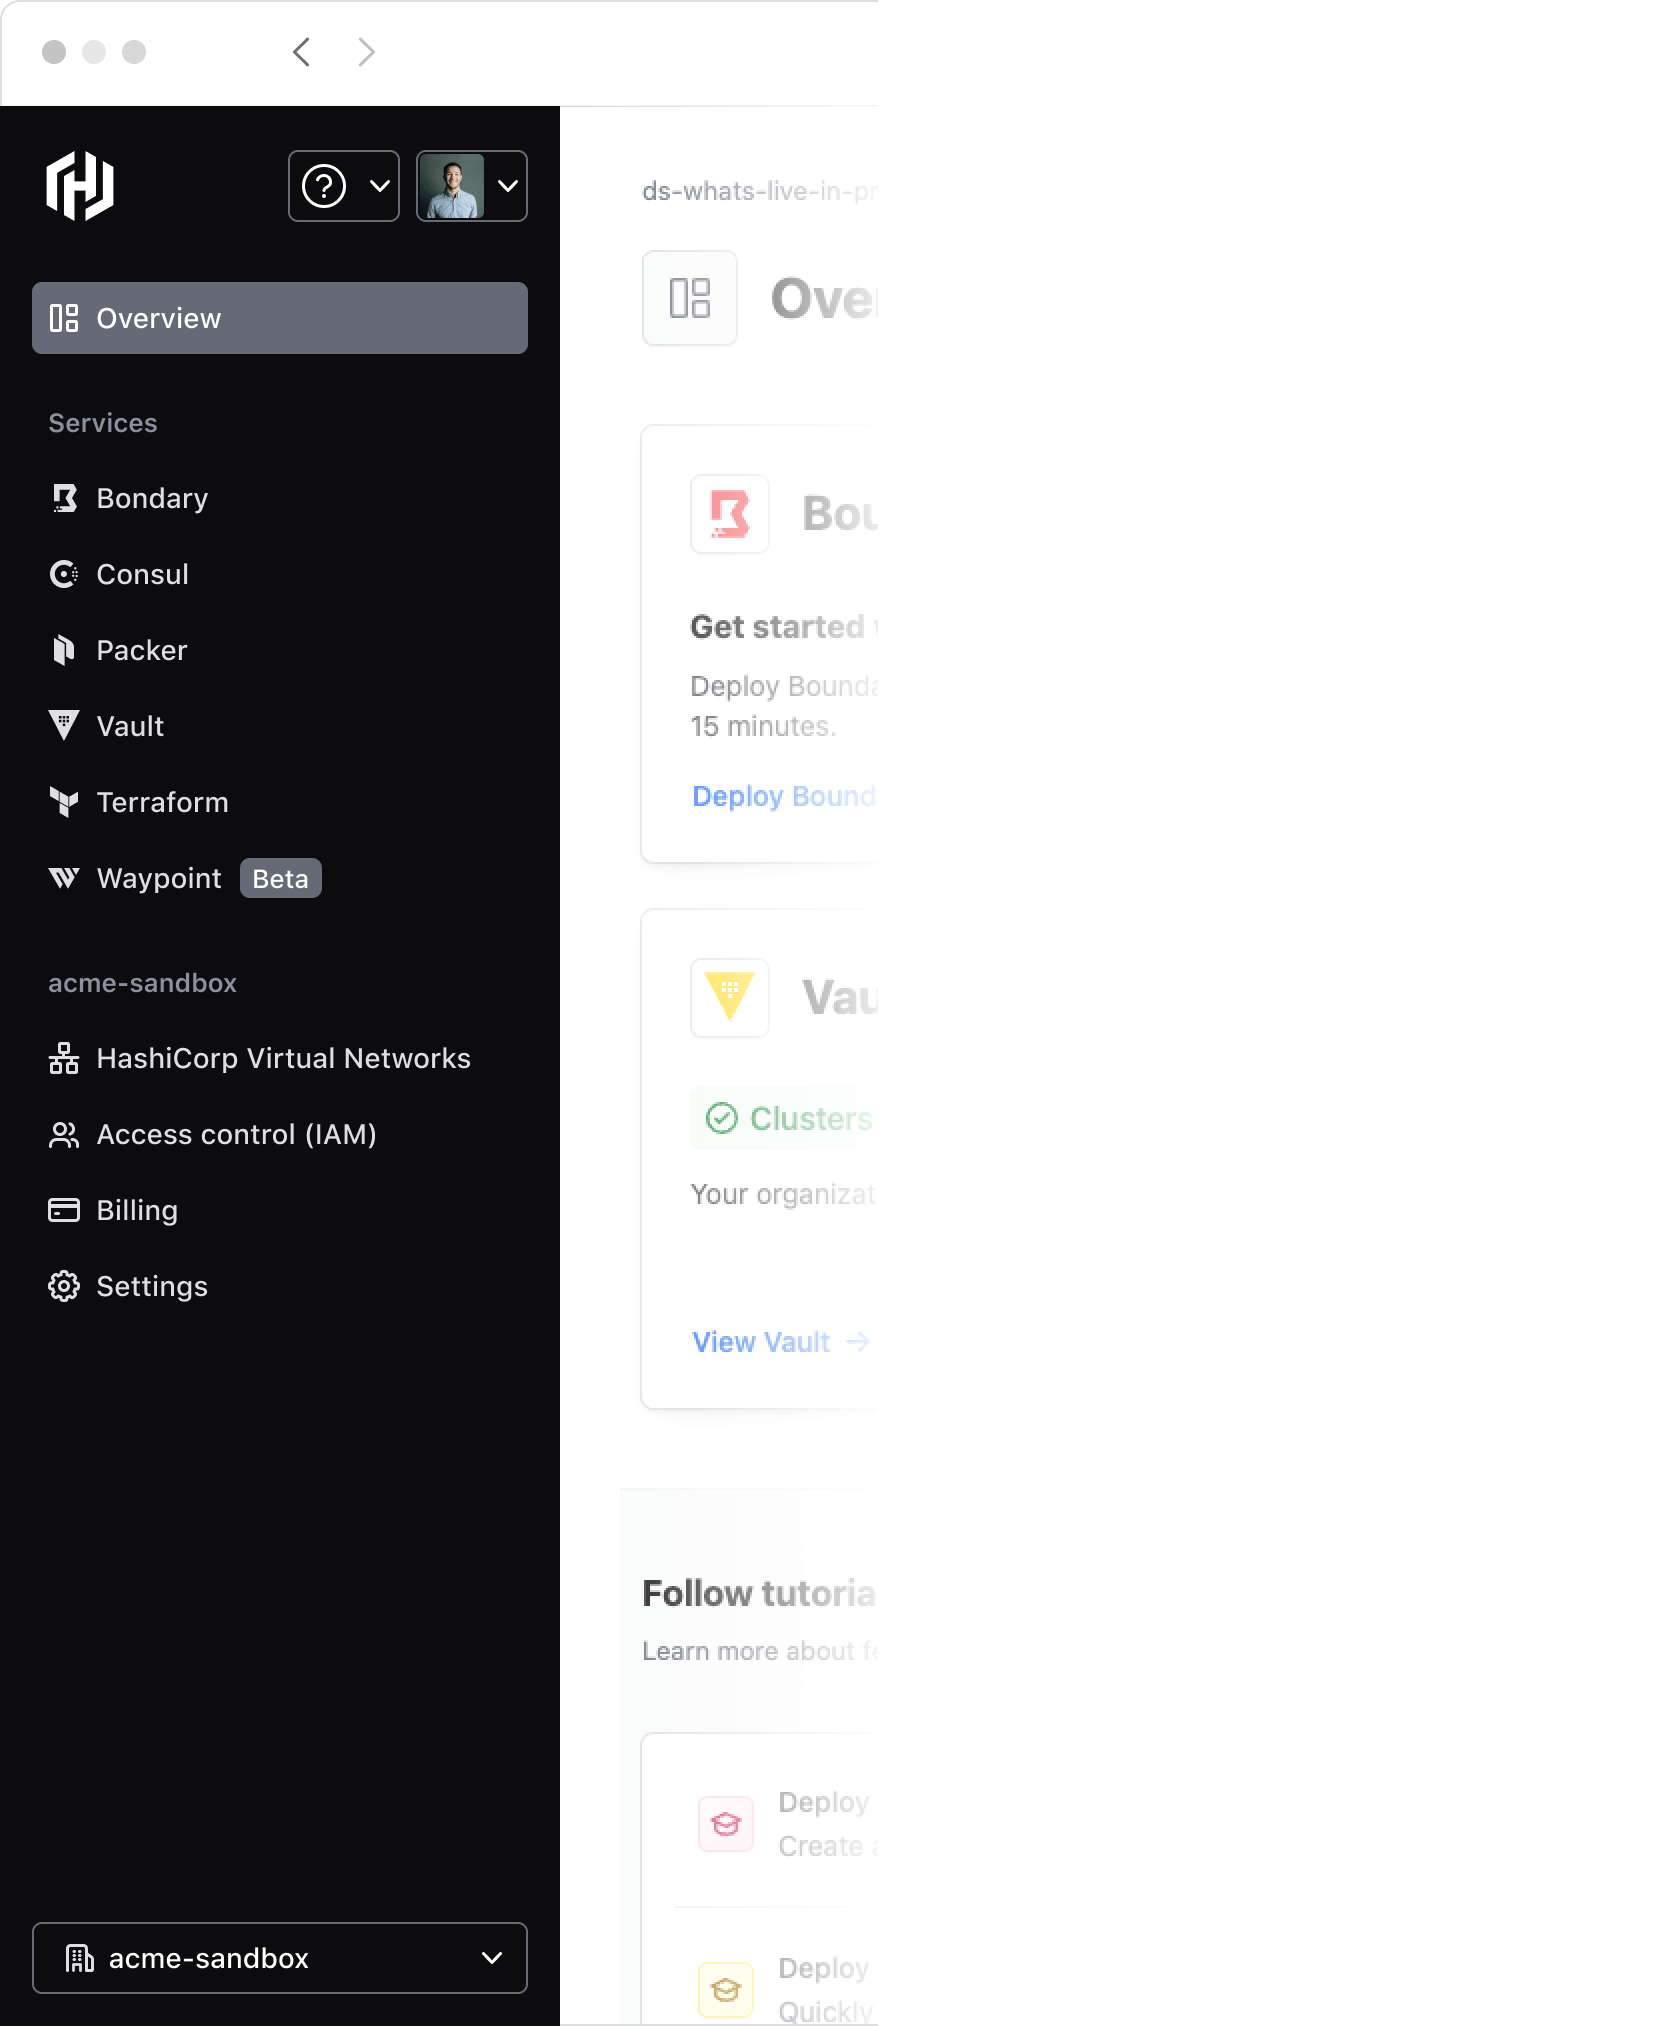 Overview
Services
Bondary
Consul
Packer
Vault
Terraform
Waypoint Beta
acme-sandbox
HashiCorp Virtual Networks
Access control (IAM)
Billing
Settings
acme-sandbox
ds-whats-live-in-pr
Ove
Bou
Get started
Deploy Bounda
15 minutes.
Deploy Bound
Vau
Clusters
Your organizat
View Vault →
Follow tutoria
Learn more about fe
Deploy
Create a
Deploy
Quickly